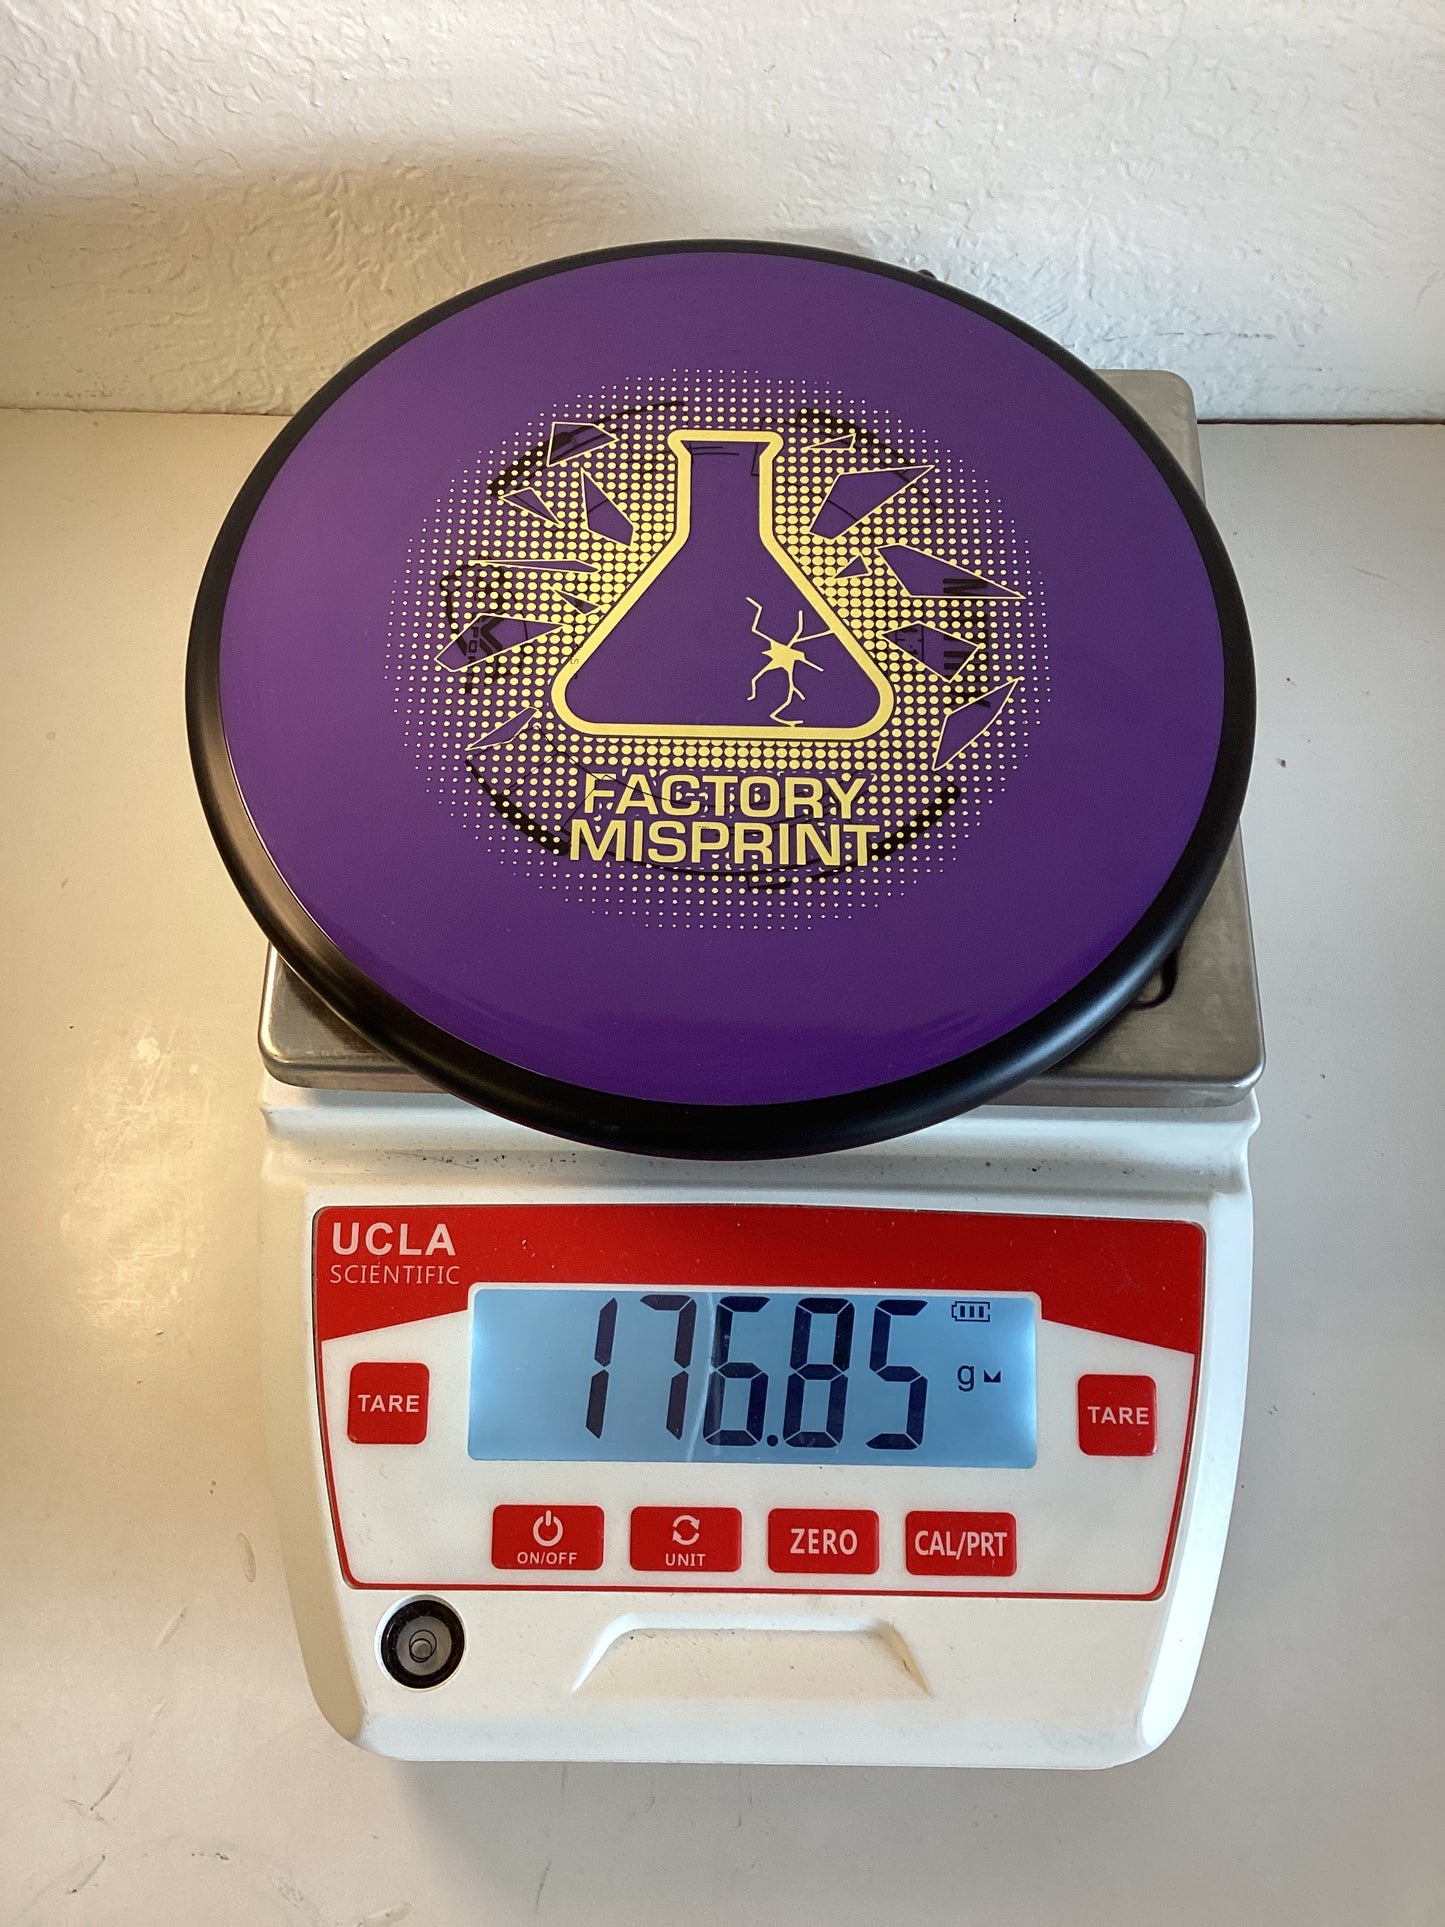 FACTORY
MISPRINT
UCLA
SCIENTIFIC
176.85
g
TARE
TARE
ON/OFF
UNIT
ZERO
CAL/PRT